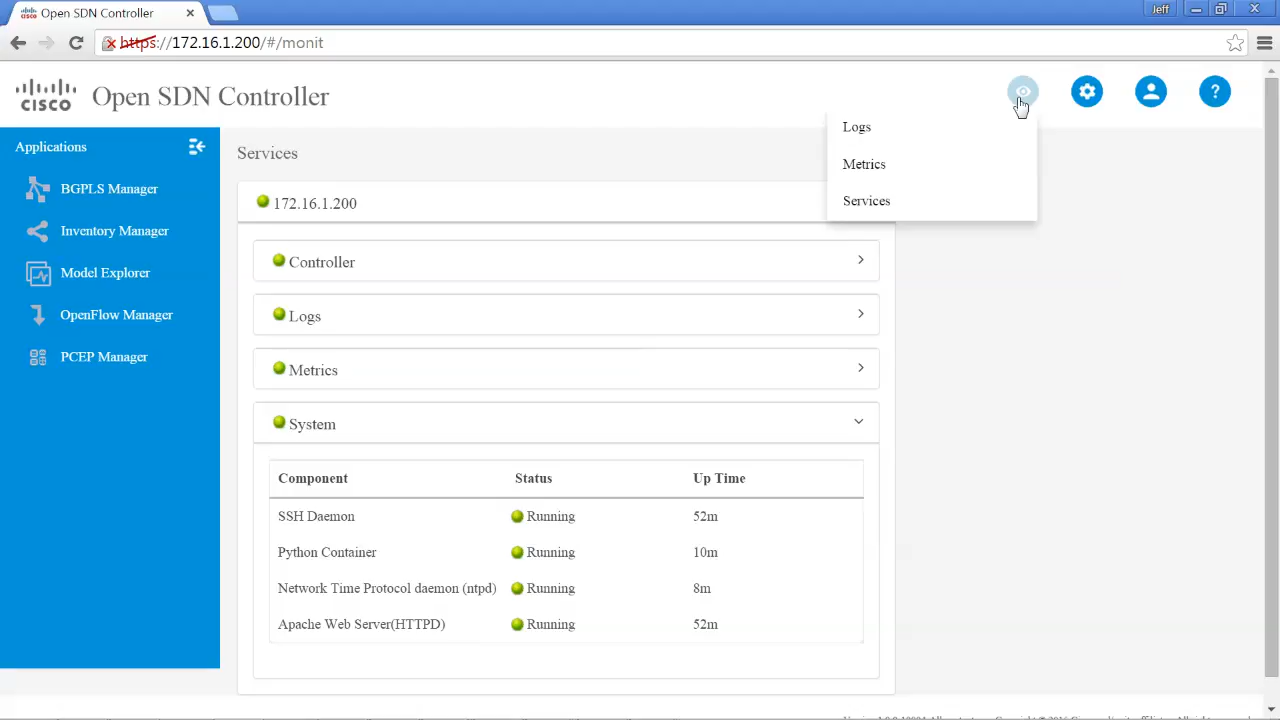 Open SDN Controller
Jeff
https://172.16.1.200/#/monit
CISCO
Open SDN Controller
?
Applications
BGPLS Manager
Inventory Manager
Model Explorer
OpenFlow Manager
PCEP Manager
Logs
Metrics
Services
Services
172.16.1.200
Controller
Logs
Metrics
System
Component Status Up Time
SSH Daemon Running 52m
Python Container Running 10m
Network Time Protocol daemon (ntpd) Running 8m
Apache Web Server(HTTPD) Running 52m